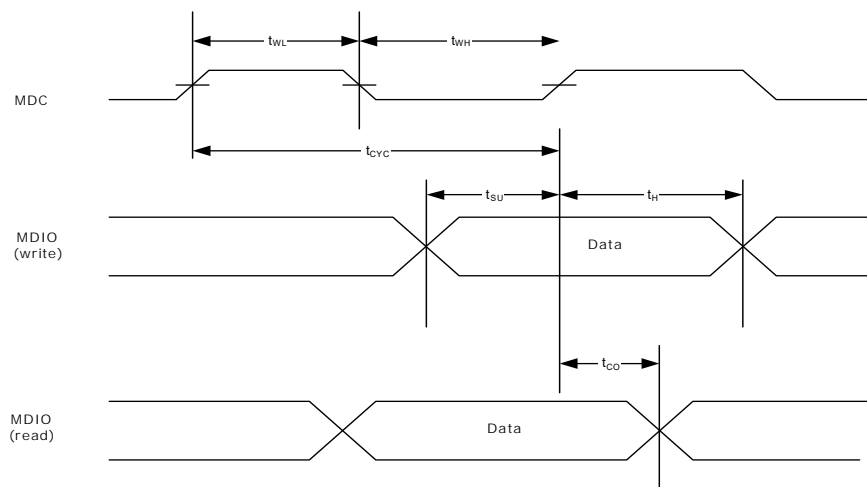 tWL
tWH
MDC
tCYC
tSU
tH
MDIO
(write)
Data
tCO
MDIO
(read)
Data